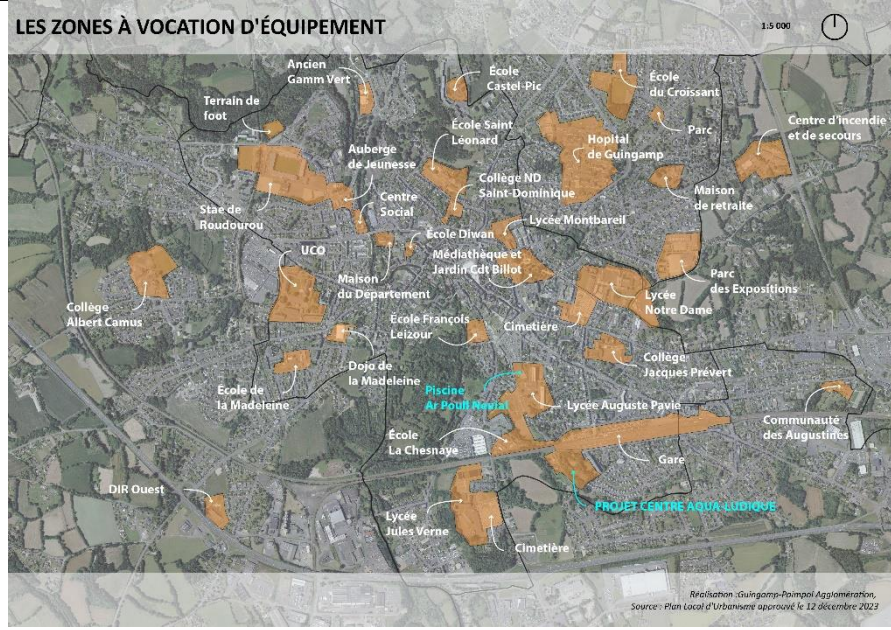 LES ZONES À VOCATION D'ÉQUIPEMENT
1:5 000
Ancien
Gamm Vert
École
Castel-Pic
École
du Croissant
Terrain de
foot
Parc
Centre d'incendie
et de secours
École Saint
Léonard
Hopital
de Guingamp
Auberge
de Jeunesse
Collège ND
Saint-Dominique
Maison
de retraite
Centre
Social
Stae de
Roudourou
Lycée Montbareil
École Diwan
UCO
Médiathèque et
Jardin Cdt Billot
Maison
du Département
Parc
des Expositions
Collège
Albert Camus
Lycée
Notre Dame
École François
Leizour
Cimetière
Collège
Jacques Prévert
Dojo de
la Madeleine
École de
la Madeleine
Piscine
Ar Poull Neuial
Lycée Auguste Pavie
Communauté
des Augustines
École
La Chesnaye
Gare
DIR Ouest
PROJET CENTRE AQUA-LUDIQUE
Lycée
Jules Verne
Cimetière
Réalisation :Guingamp-Paimpol Agglomération,
Source : Plan Local d'Urbanisme approuvé le 12 décembre 2023